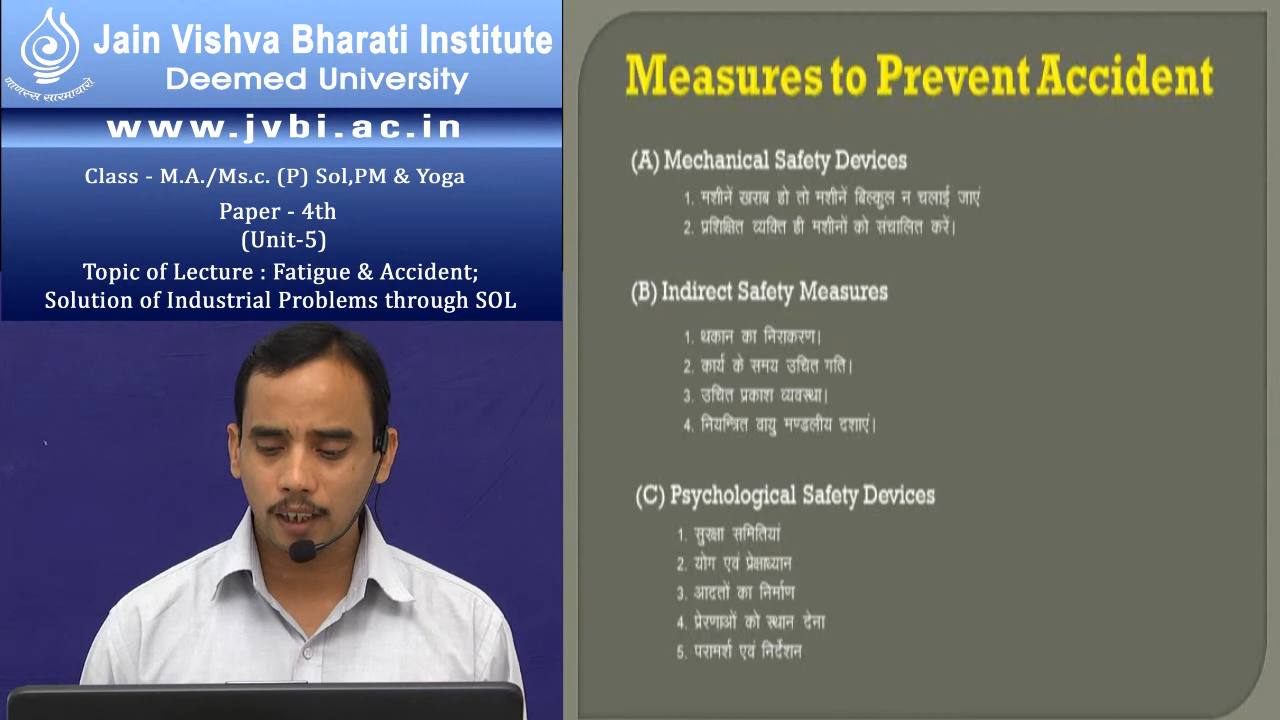 Jain Vishva Bharati Institute
Deemed University
णाणस्स सारमायारो
www.jvbi.ac.in
Class - M.A./Ms.c. (P) Sol,PM & Yoga
Paper - 4th
(Unit-5)
Topic of Lecture : Fatigue & Accident;
Solution of Industrial Problems through SOL
Measures to Prevent Accident
(A) Mechanical Safety Devices
1. मशीनें खराब हो तो मशीनें बिल्कुल न चलाई जाएं
2. प्रशिक्षित व्यक्ति ही मशीनों को संचालित करें।
(B) Indirect Safety Measures
1. थकान का निराकरण।
2. कार्य के समय उचित गति।
3. उचित प्रकाश व्यवस्था।
4. नियन्त्रित वायु मण्डलीय दशाएं।
(C) Psychological Safety Devices
1. सुरक्षा समितियां
2. योग एवं प्रेक्षाध्यान
3. आदतों का निर्माण
4. प्रेरणाओं को स्थान देना
5. परामर्श एवं निर्देशन